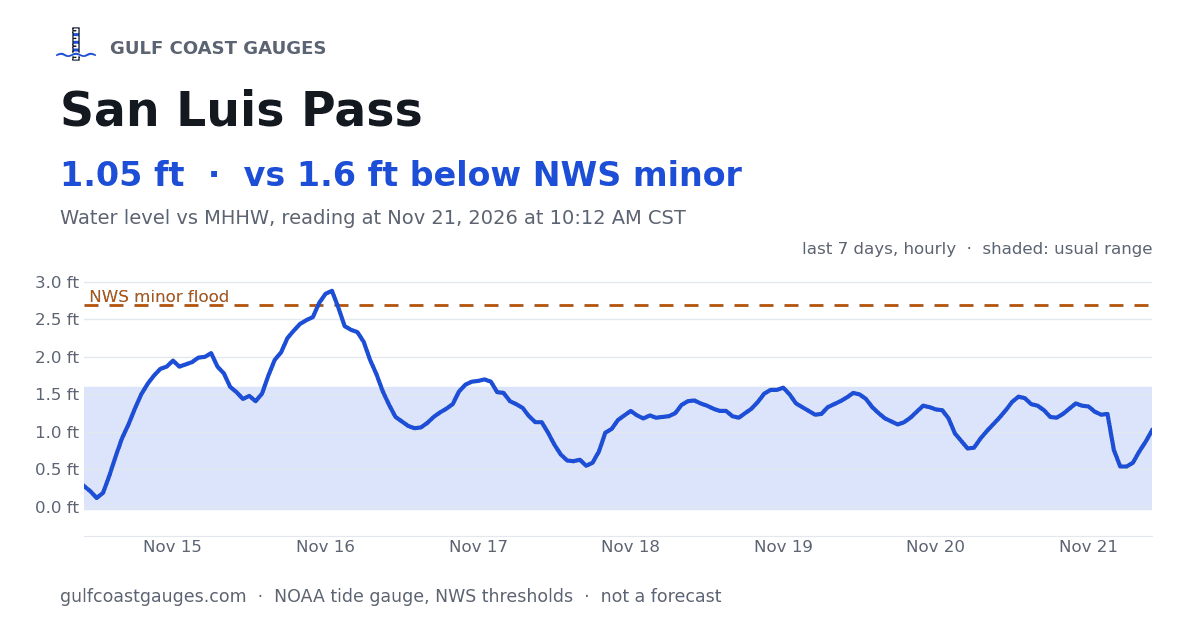 GULF COAST GAUGES
San Luis Pass
1.05 ft · vs 1.6 ft below NWS minor
Water level vs MHHW, reading at Nov 21, 2026 at 10:12 AM CST
last 7 days, hourly · shaded: usual range
3.0 ft
NWS minor flood
2.5 ft
2.0 ft
1.5 ft
1.0 ft
0.5 ft
0.0 ft
Nov 15 Nov 16 Nov 17 Nov 18 Nov 19 Nov 20 Nov 21
gulfcoastgauges.com · NOAA tide gauge, NWS thresholds · not a forecast